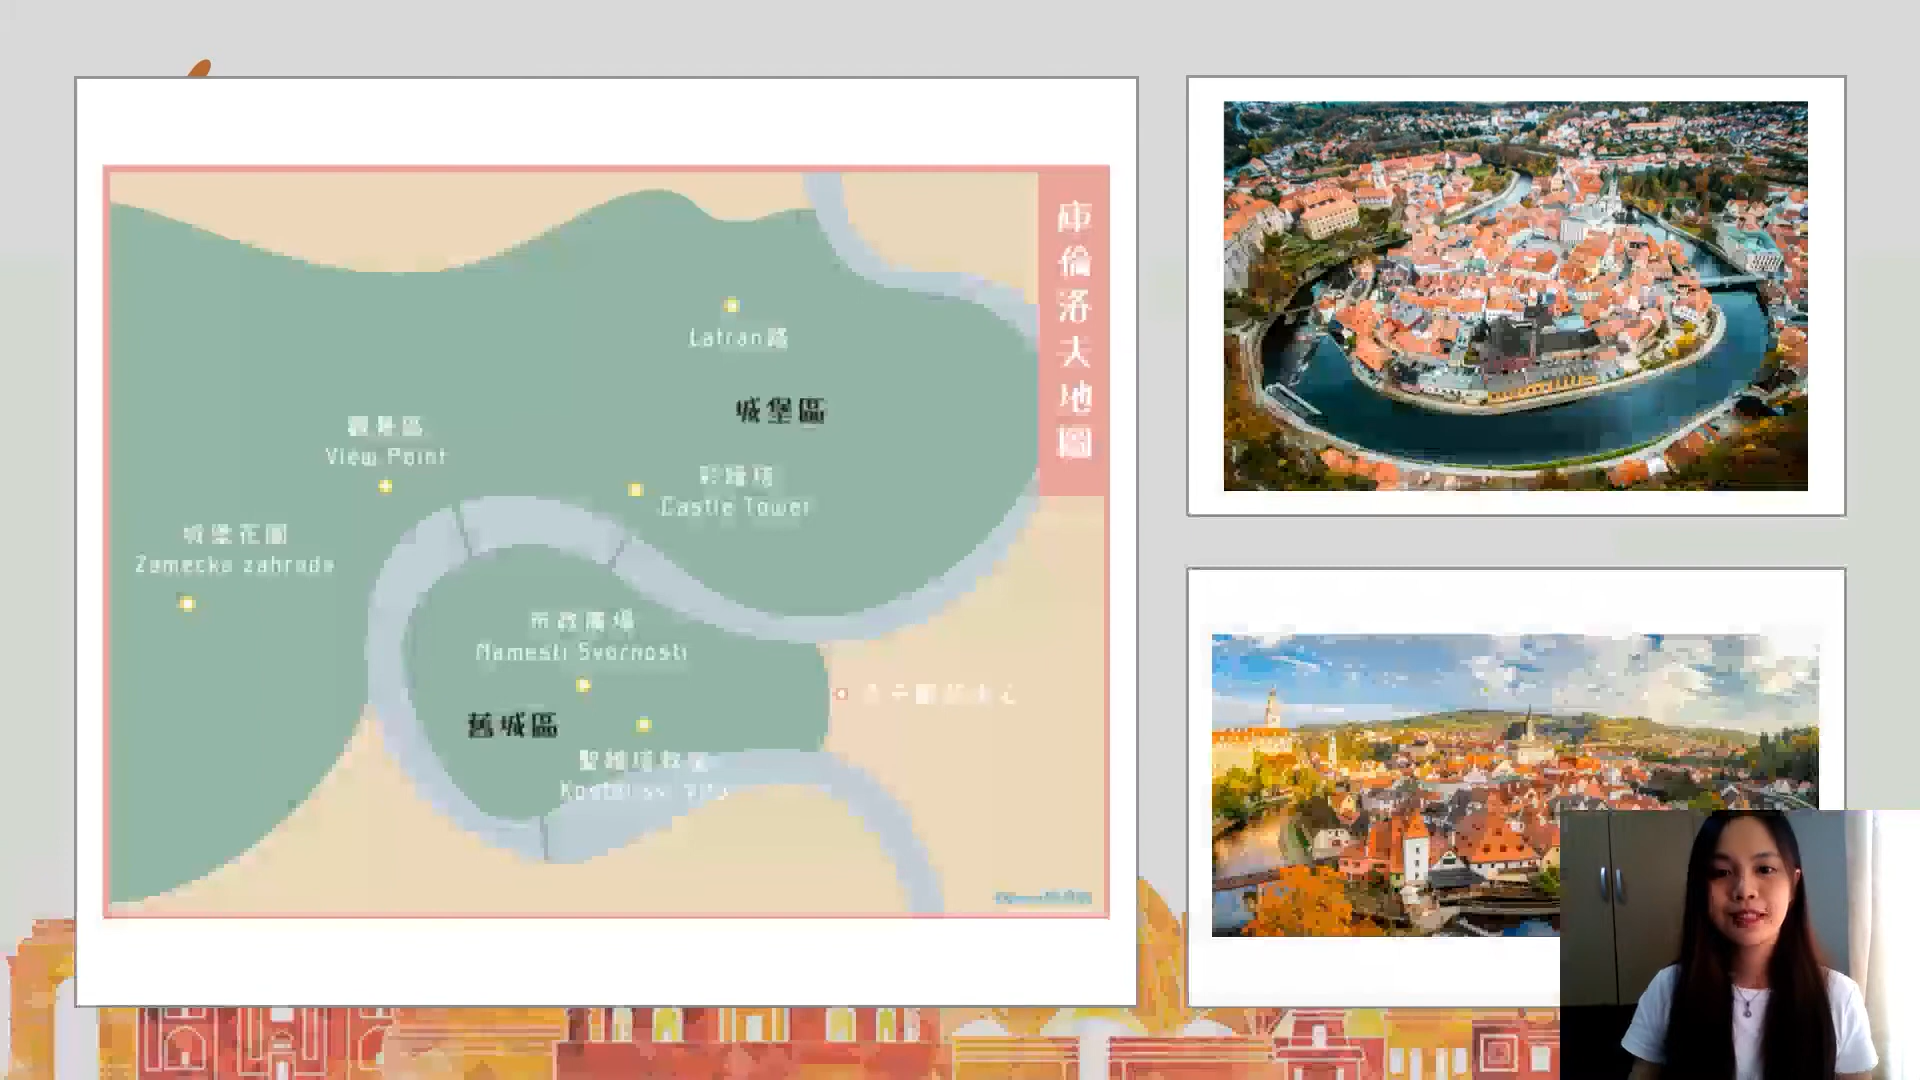 庫倫洛夫地圖
Latran路
城堡區
觀景區
View Point
彩繪塔
Castle Tower
城堡花園
Zamecka zahrada
市政廣場
Namesti Svornosti
舊城區
聖維塔教堂